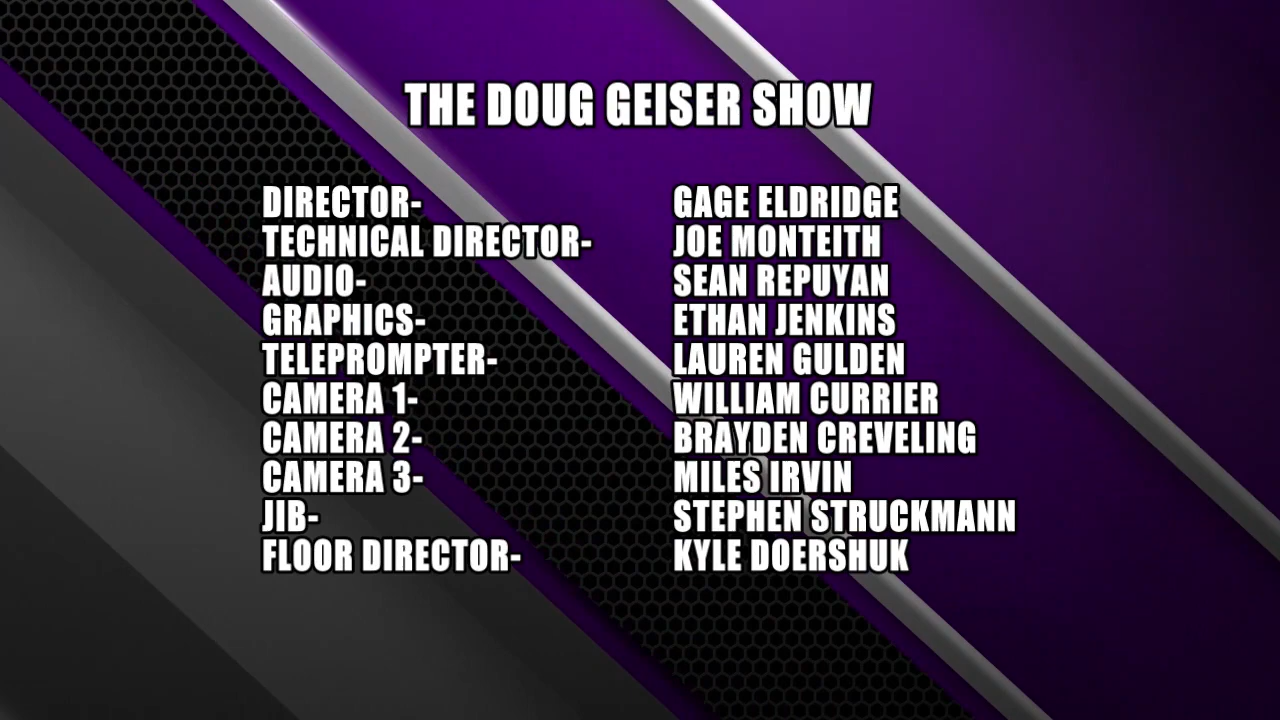 THE DOUG GEISER SHOW
DIRECTOR- GAGE ELDRIDGE
TECHNICAL DIRECTOR- JOE MONTEITH
AUDIO- SEAN REPUYAN
GRAPHICS- ETHAN JENKINS
TELEPROMPTER- LAUREN GULDEN
CAMERA 1- WILLIAM CURRIER
CAMERA 2- BRAYDEN CREVELING
CAMERA 3- MILES IRVIN
JIB- STEPHEN STRUCKMANN
FLOOR DIRECTOR- KYLE DOERSHUK